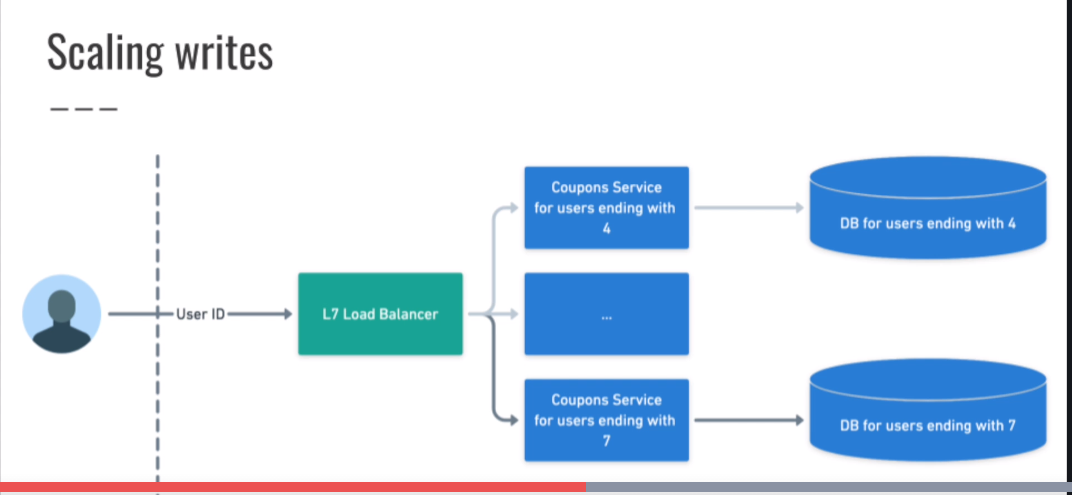 Scaling writes
Coupons Service
for users ending with
4
DB for users ending with 4
User ID
L7 Load Balancer
...
Coupons Service
for users ending with
7
DB for users ending with 7